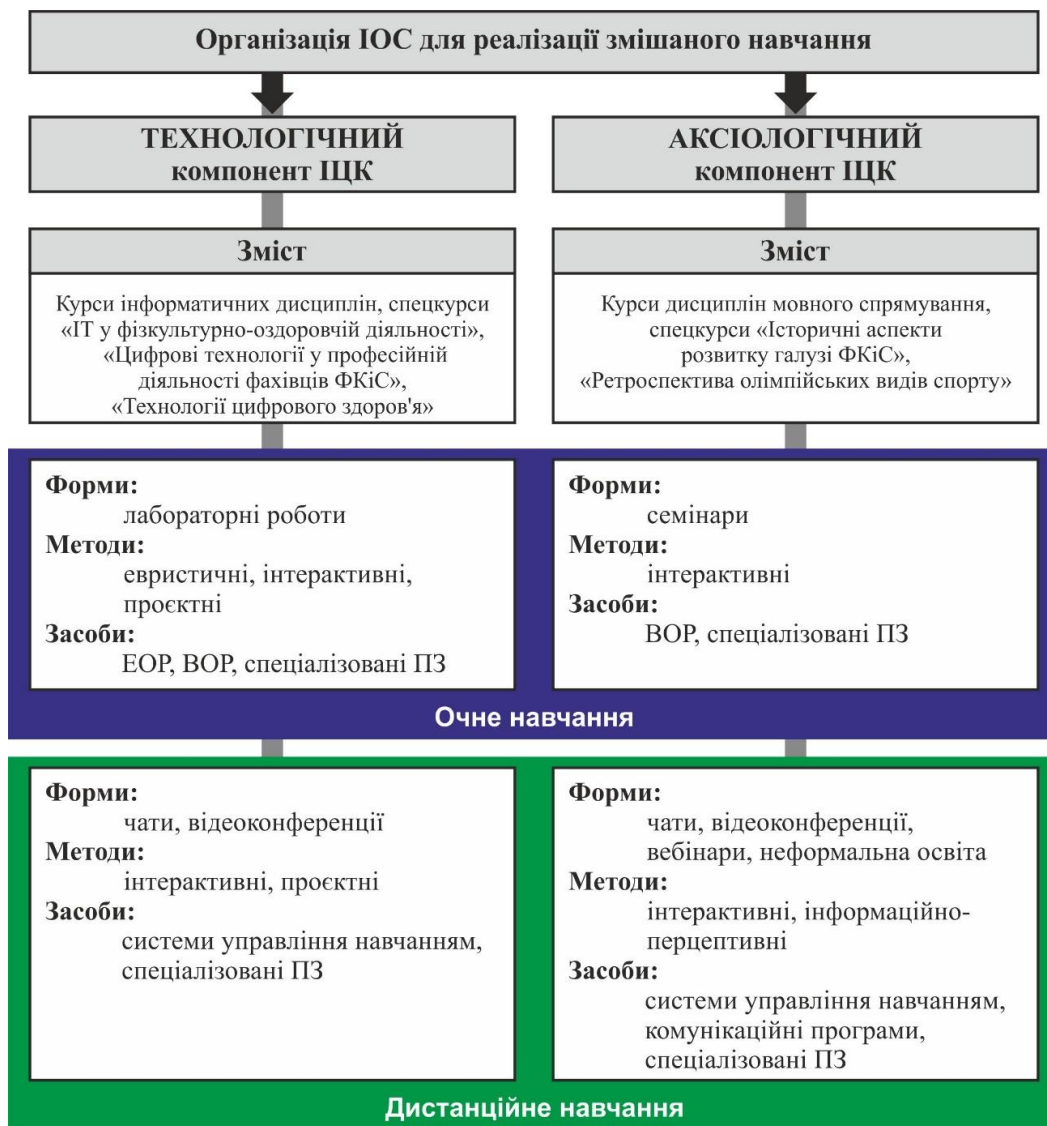 Організація ІОС для реалізації змішаного навчання
ТЕХНОЛОГІЧНИЙ
компонент ІЦК
Зміст
Курси інформатичних дисциплін, спецкурси
«ІТ у фізкультурно-оздоровчій діяльності»,
«Цифрові технології у професійній
діяльності фахівців ФКіС»,
«Технології цифрового здоров'я»
АКСІОЛОГІЧНИЙ
компонент ІЦК
Зміст
Курси дисциплін мовного спрямування,
спецкурси «Історичні аспекти
розвитку галузі ФКіС»,
«Ретроспектива олімпійських видів спорту»
Форми:
лабораторні роботи
Методи:
евристичні, інтерактивні,
проєктні
Засоби:
ЕОР, ВОР, спеціалізовані ПЗ
Форми:
семінари
Методи:
інтерактивні
Засоби:
ВОР, спеціалізовані ПЗ
Очне навчання
Форми:
чати, відеоконференції
Методи:
інтерактивні, проєктні
Засоби:
системи управління навчанням,
спеціалізовані ПЗ
Форми:
чати, відеоконференції,
вебінари, неформальна освіта
Методи:
інтерактивні, інформаційно-
перцептивні
Засоби:
системи управління навчанням,
комунікаційні програми,
спеціалізовані ПЗ
Дистанційне навчання